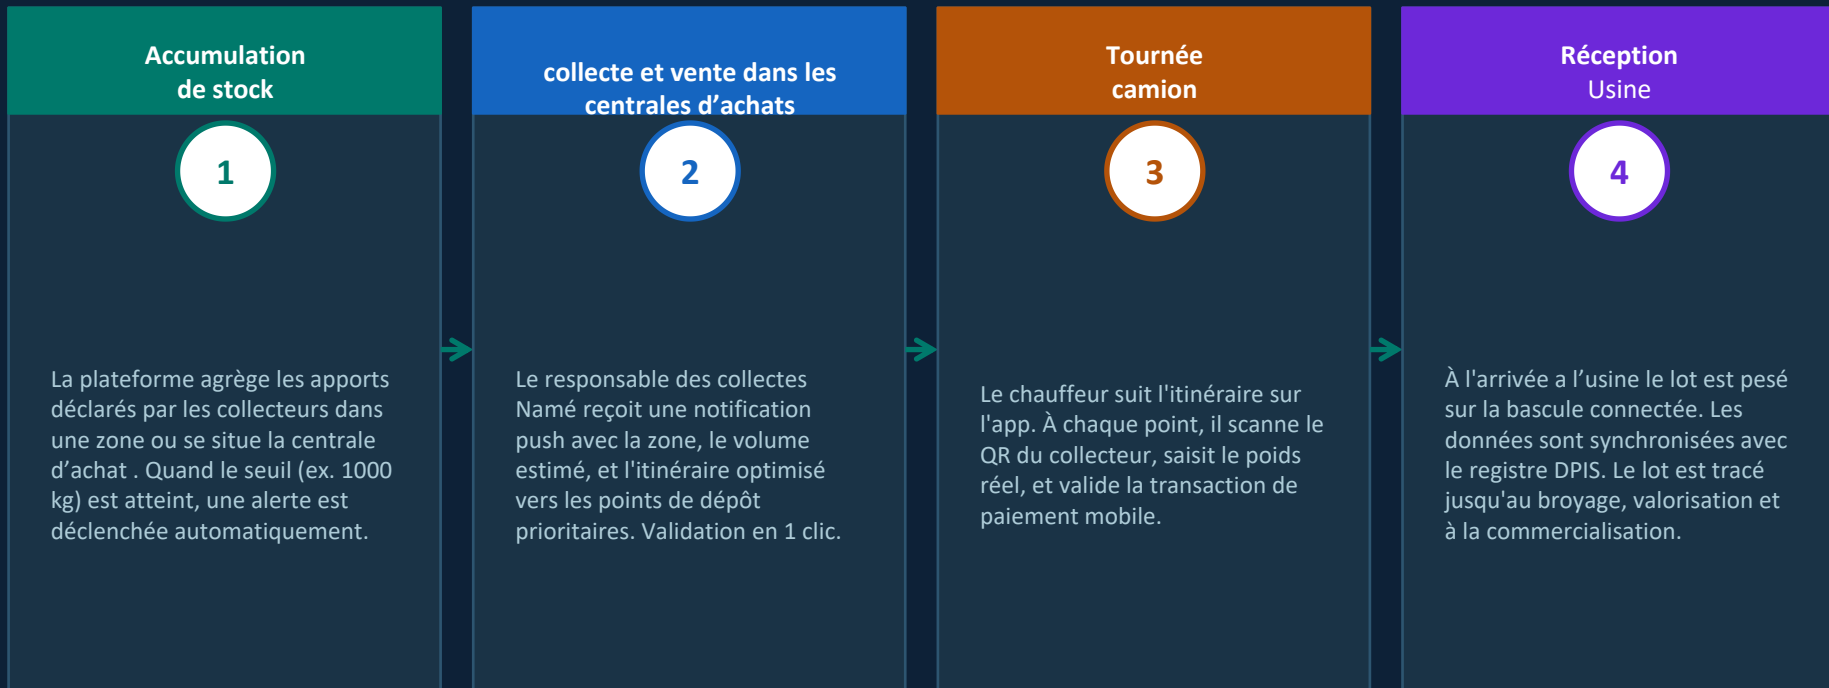 Accumulation
de stock
1
La plateforme agrège les apports
déclarés par les collecteurs dans
une zone ou se situe la centrale
d’achat . Quand le seuil (ex. 1000
kg) est atteint, une alerte est
déclenchée automatiquement.
collecte et vente dans les
centrales d’achats
2
Le responsable des collectes
Namé reçoit une notification
push avec la zone, le volume
estimé, et l'itinéraire optimisé
vers les points de dépôt
prioritaires. Validation en 1 clic.
Tournée
camion
3
Le chauffeur suit l'itinéraire sur
l'app. À chaque point, il scanne le
QR du collecteur, saisit le poids
réel, et valide la transaction de
paiement mobile.
Réception
Usine
4
À l'arrivée a l’usine le lot est pesé
sur la bascule connectée. Les
données sont synchronisées avec
le registre DPIS. Le lot est tracé
jusqu'au broyage, valorisation et
à la commercialisation.